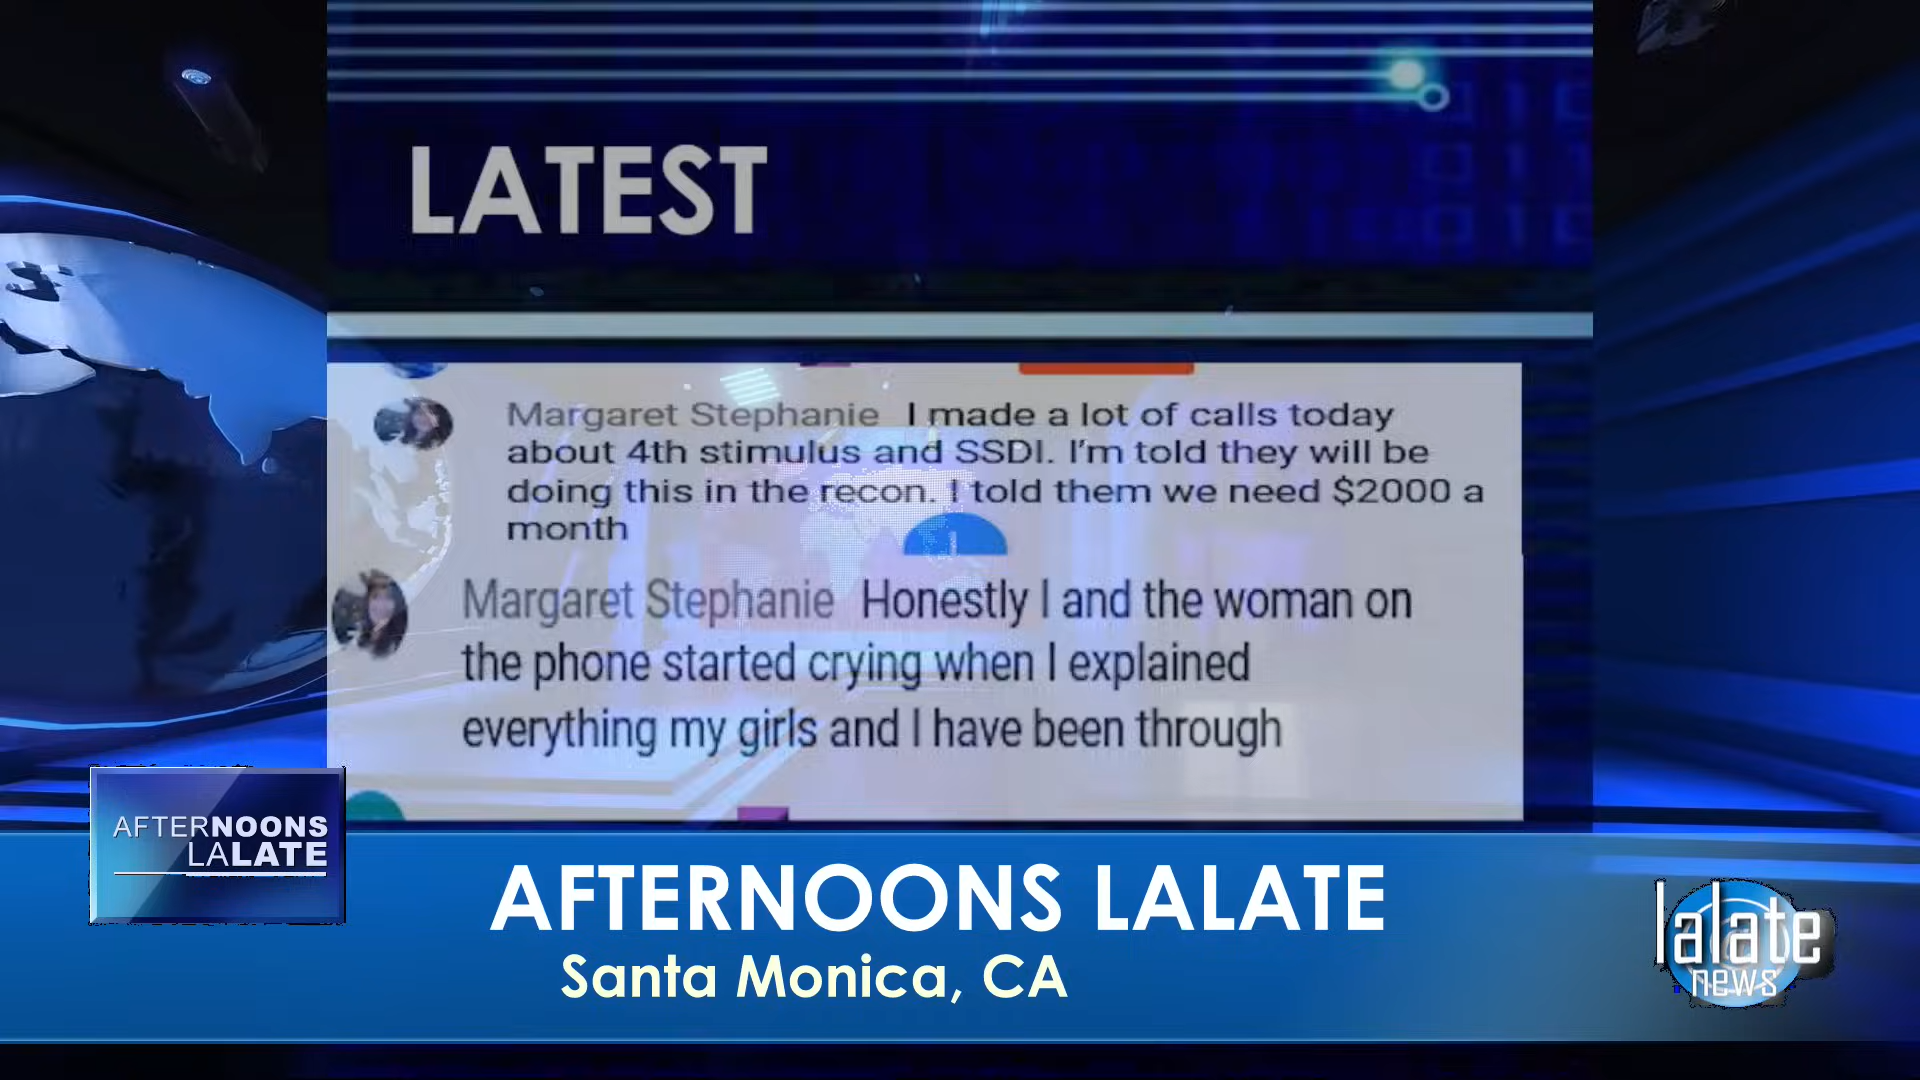 LATEST
Margaret Stephanie I made a lot of calls today
about 4th stimulus and SSDI. I'm told they will be
doing this in the recon. I told them we need $2000 a
month
Margaret Stephanie Honestly I and the woman on
the phone started crying when I explained
everything my girls and I have been through
AFTERNOONS
LALATE
AFTERNOONS LALATE
Santa Monica, CA
lalate
news